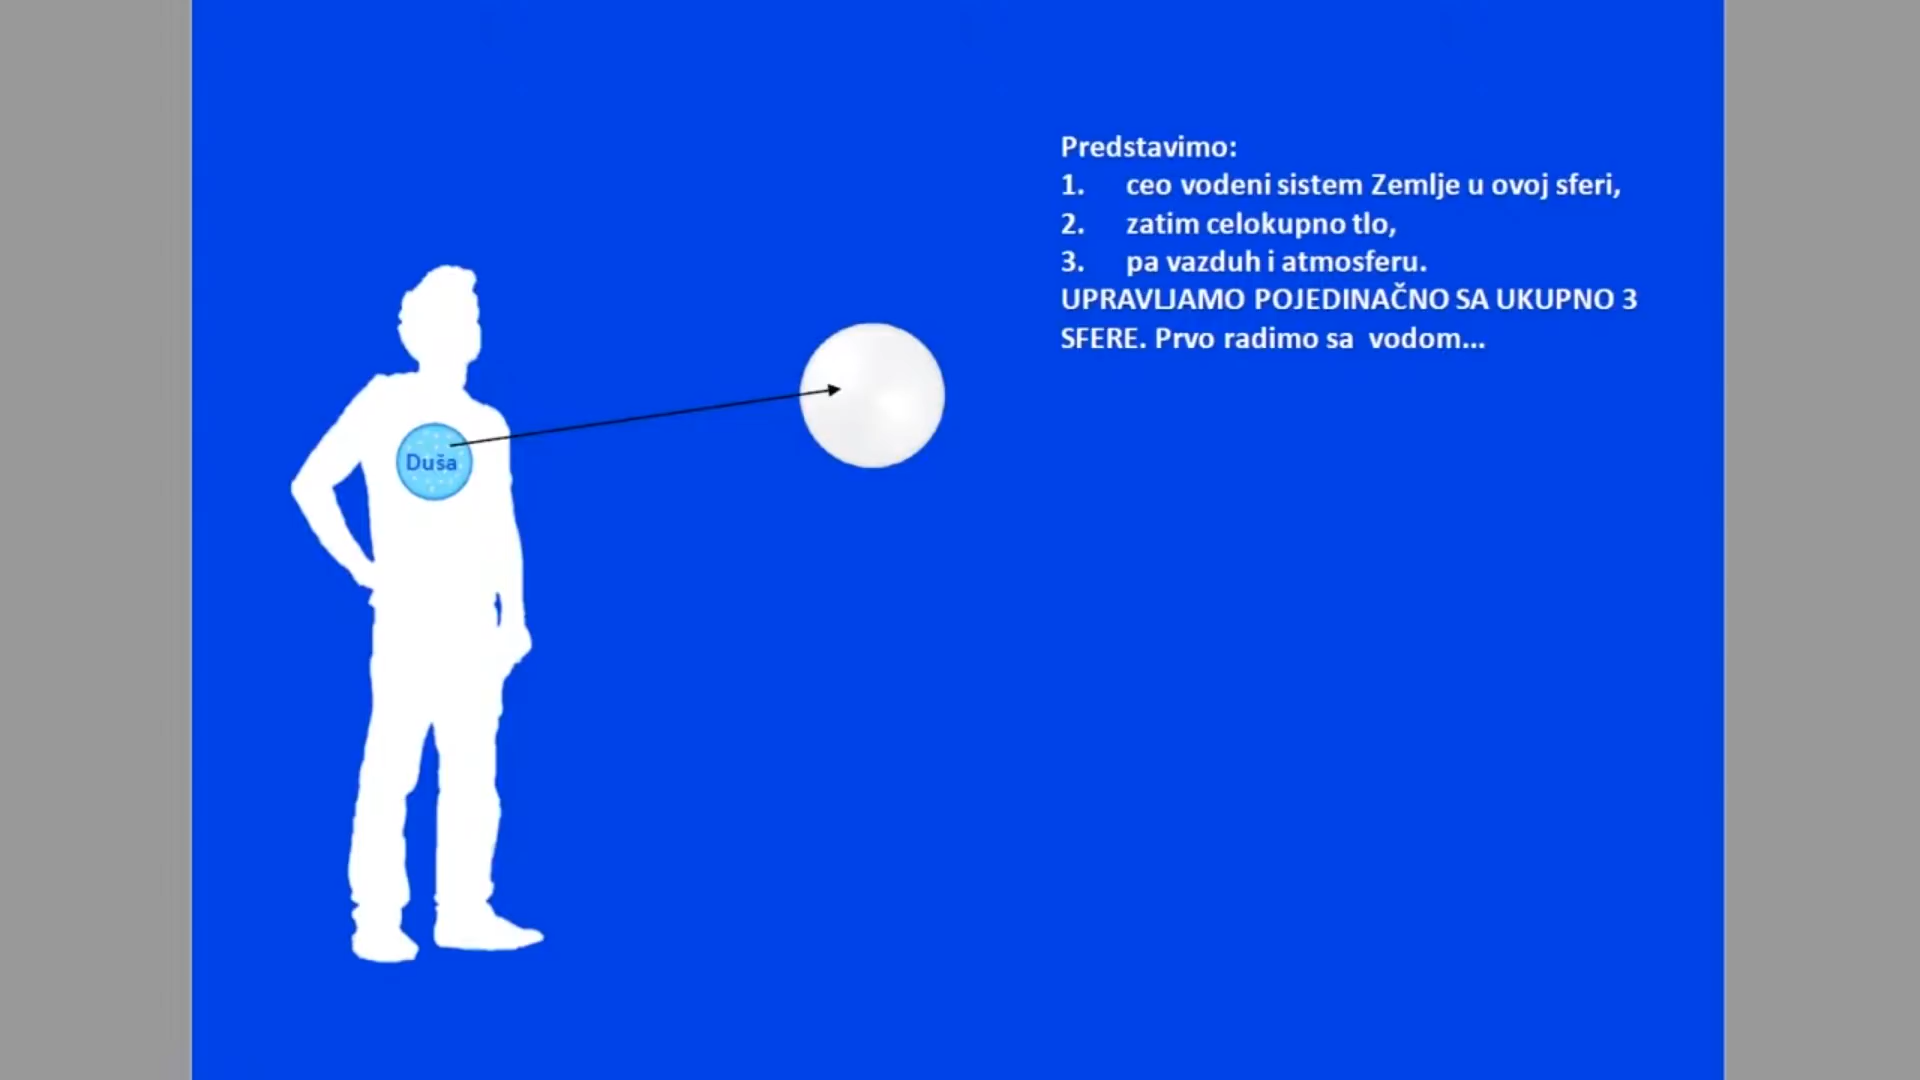 Predstavimo:
1. ceo vodeni sistem Zemlje u ovoj sferi,
2. zatim celokupno tlo,
3. pa vazduh i atmosferu.
UPRAVLJAMO POJEDINAČNO SA UKUPNO 3
SFERE. Prvo radimo sa vodom...
Duša